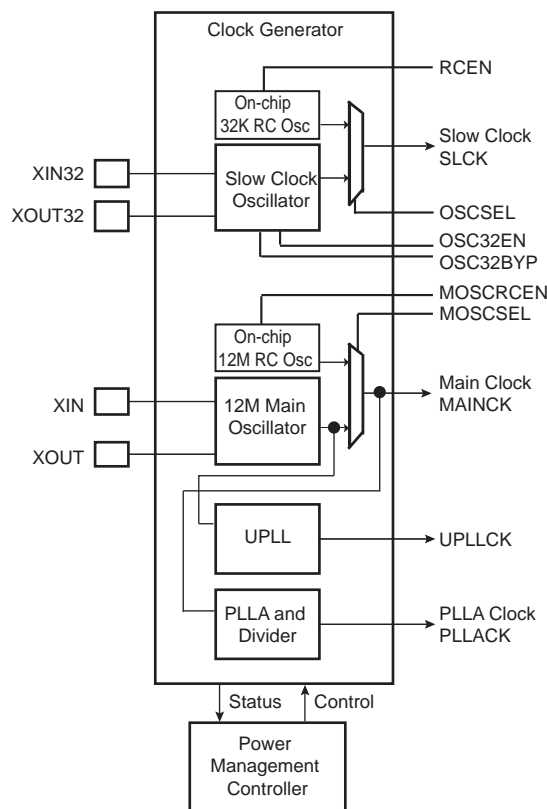 Clock Generator
RCEN
On-chip
32K RC Osc
Slow Clock
SLCK
XIN32
Slow Clock
Oscillator
XOUT32
OSCSEL
OSC32EN
OSC32BYP
MOSCRCEN
MOSCSEL
On-chip
12M RC Osc
Main Clock
MAINCK
XIN
12M Main
Oscillator
XOUT
UPLL
UPLLCK
PLLA and
Divider
PLLA Clock
PLLACK
Status
Control
Power
Management
Controller